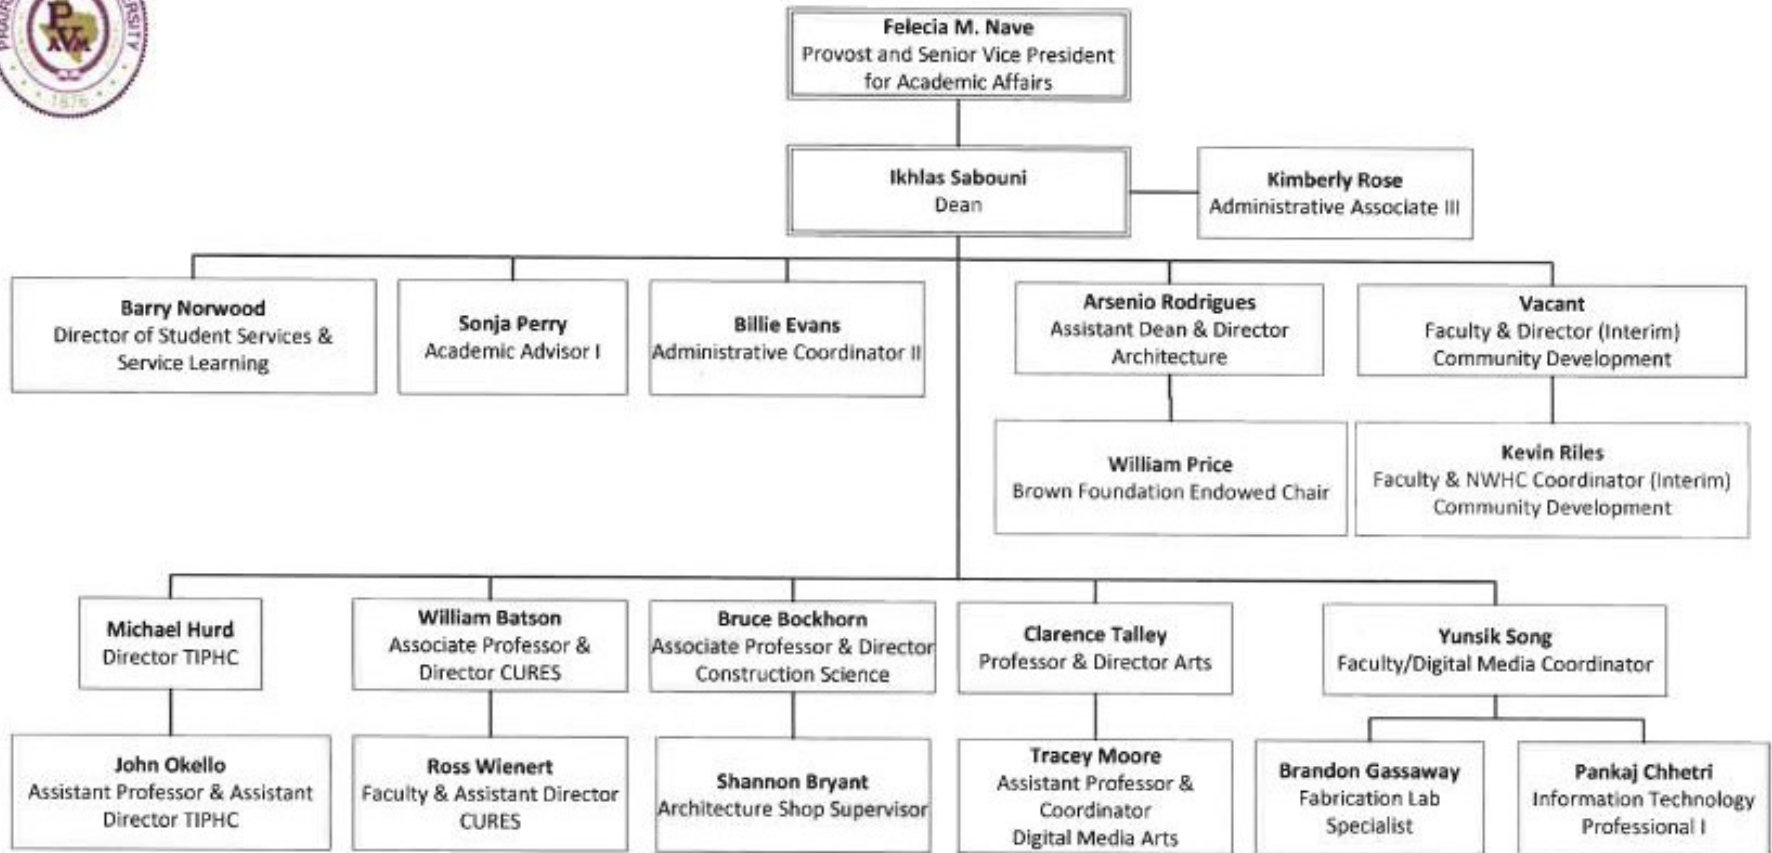 PVAM
1876
Felecia M. Nave
Provost and Senior Vice President
for Academic Affairs
Ikhlas Sabouni
Dean
Kimberly Rose
Administrative Associate III
Barry Norwood
Director of Student Services &
Service Learning
Sonja Perry
Academic Advisor I
Billie Evans
Administrative Coordinator II
Arsenio Rodrigues
Assistant Dean & Director
Architecture
Vacant
Faculty & Director (Interim)
Community Development
William Price
Brown Foundation Endowed Chair
Kevin Riles
Faculty & NWHC Coordinator (Interim)
Community Development
Michael Hurd
Director TIPHC
William Batson
Associate Professor &
Director CURES
Bruce Bockhorn
Associate Professor & Director
Construction Science
Clarence Talley
Professor & Director Arts
Yunsik Song
Faculty/Digital Media Coordinator
John Okello
Assistant Professor & Assistant
Director TIPHC
Ross Wienert
Faculty & Assistant Director
CURES
Shannon Bryant
Architecture Shop Supervisor
Tracey Moore
Assistant Professor &
Coordinator
Digital Media Arts
Brandon Gassaway
Fabrication Lab
Specialist
Pankaj Chhetri
Information Technology
Professional I